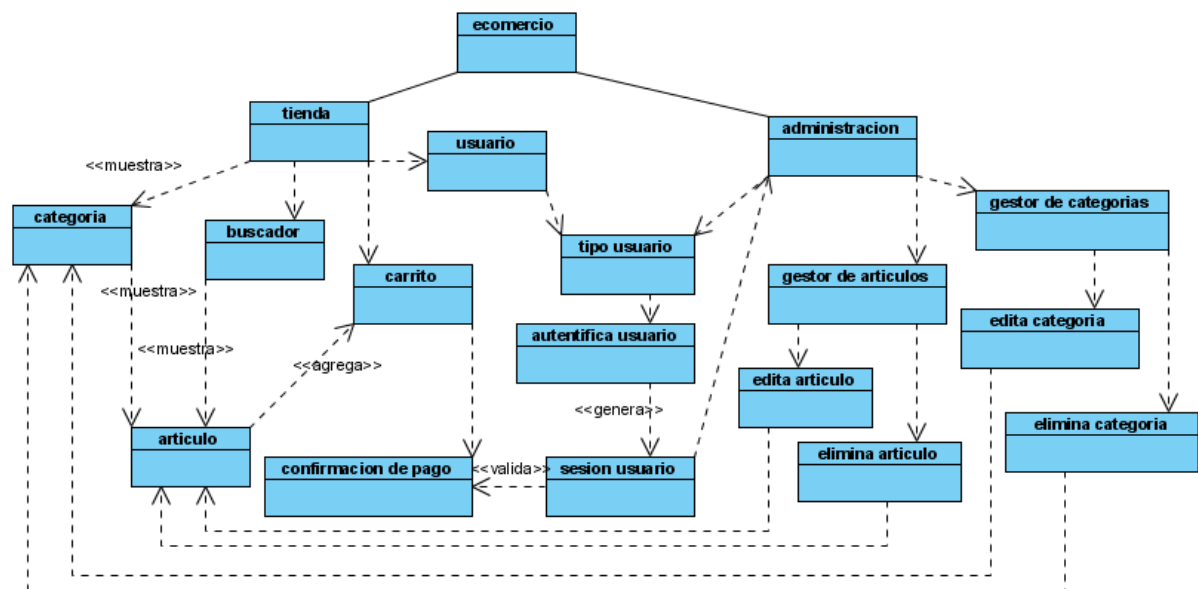 ecomercio
tienda
administracion
usuario
<<muestra>>
categoria
buscador
gestor de categorias
tipo usuario
carrito
gestor de articulos
<<muestra>>
edita categoria
autentifica usuario
<<muestra>>
<<agrega>>
edita articulo
<<genera>>
elimina categoria
articulo
elimina articulo
confirmacion de pago
<<valida>>
sesion usuario